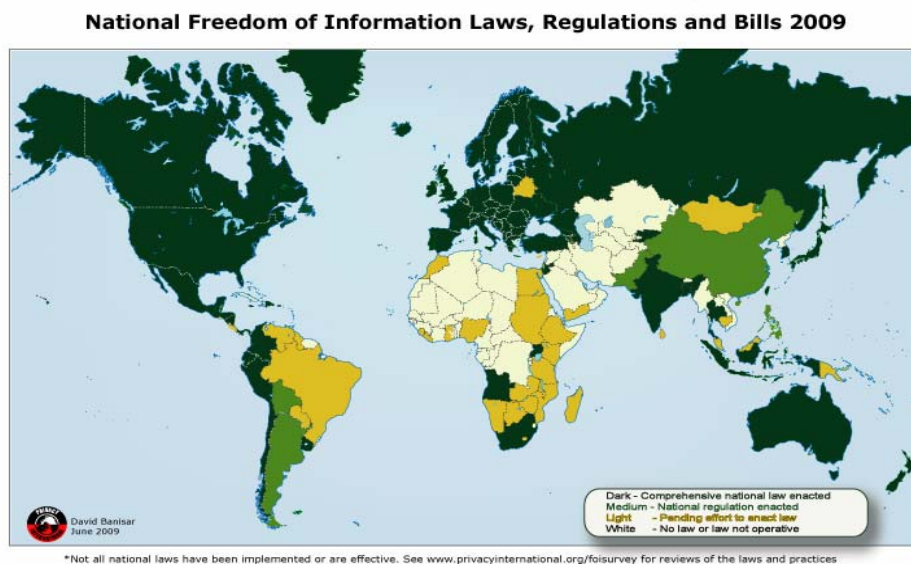 National Freedom of Information Laws, Regulations and Bills 2009
Dark - Comprehensive national law enacted
Medium - National regulation enacted
Light - Pending effort to enact law
White - No law or law not operative
PRIVACY
David Banisar
June 2009
*Not all national laws have been implemented or are effective. See www.privacyinternational.org/foisurvey for reviews of the laws and practices